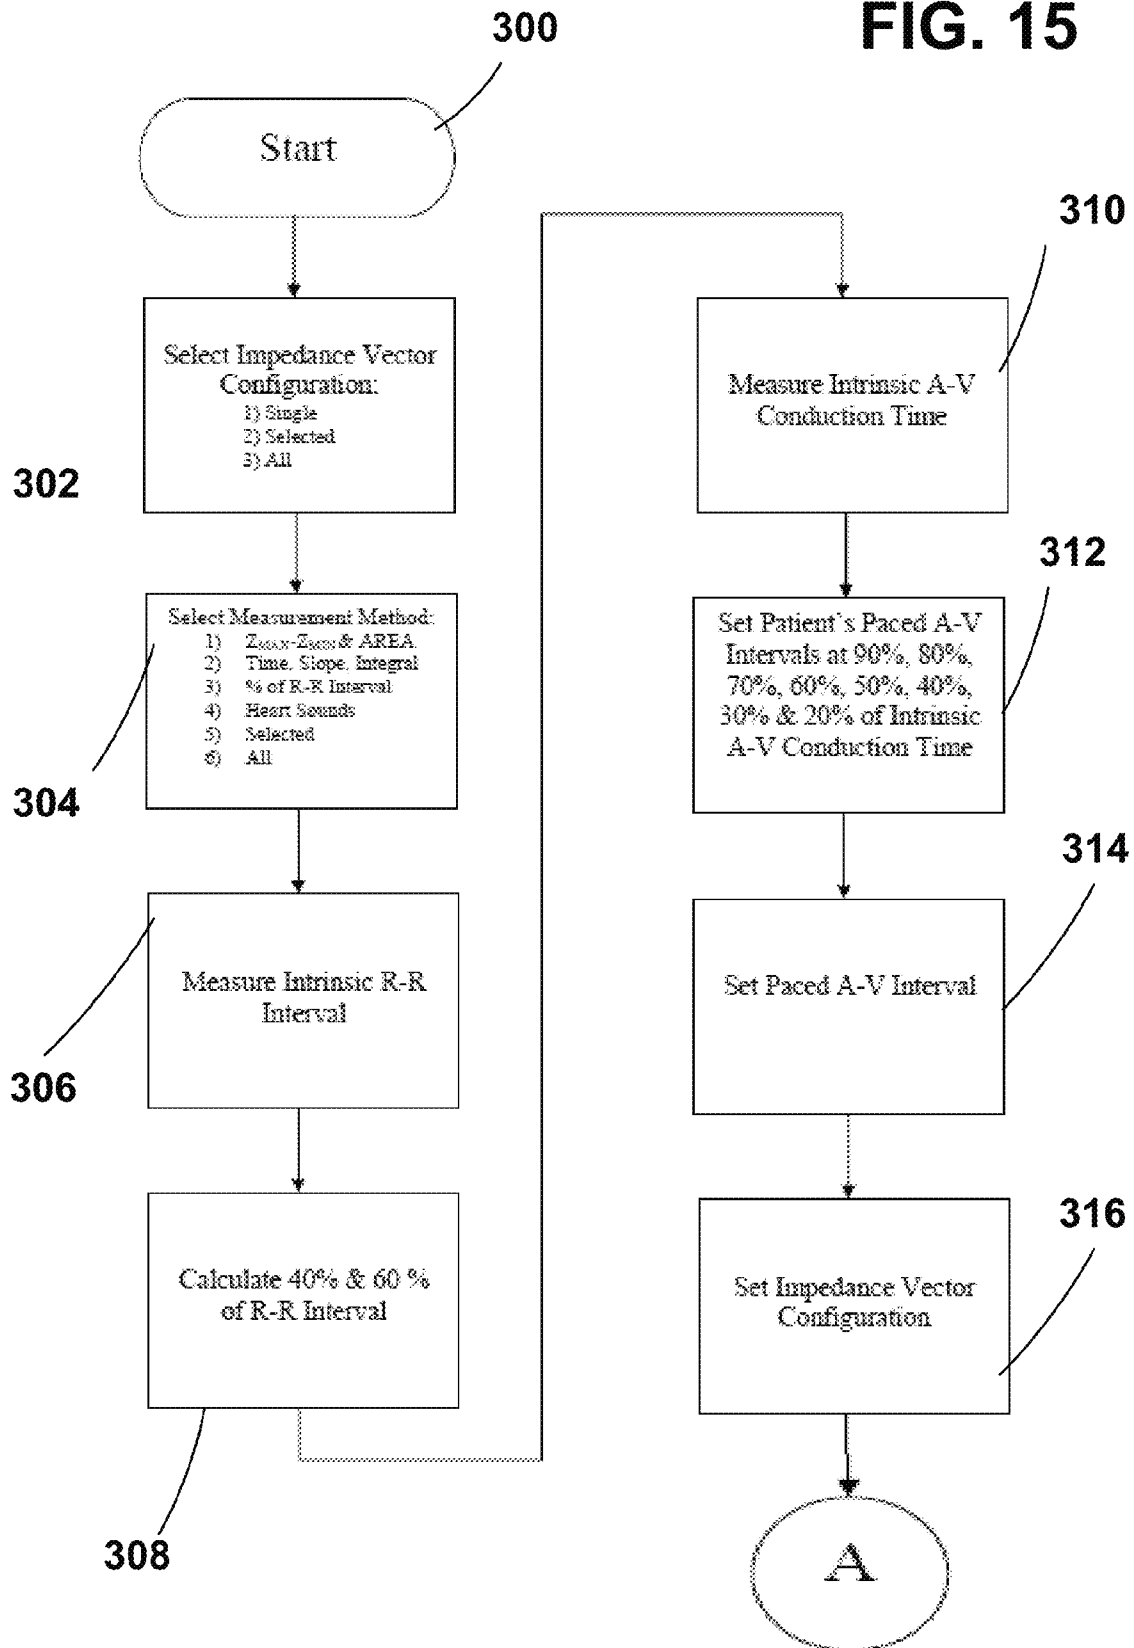 FIG. 15
300
Start
Select Impedance Vector
Configuration:
1) Single
2) Selected
3) All
302
Select Measurement Method:
1) ZMAX-ZMIN & AREA
2) Time, Slope, Integral
3) % of R-R Interval
4) Heart Sounds
5) Selected
6) All
304
Measure Intrinsic R-R
Interval
306
Calculate 40% & 60 %
of R-R Interval
308
310
Measure Intrinsic A-V
Conduction Time
312
Set Patient's Paced A-V
Intervals at 90%, 80%,
70%, 60%, 50%, 40%,
30% & 20% of Intrinsic
A-V Conduction Time
314
Set Paced A-V Interval
316
Set Impedance Vector
Configuration
A